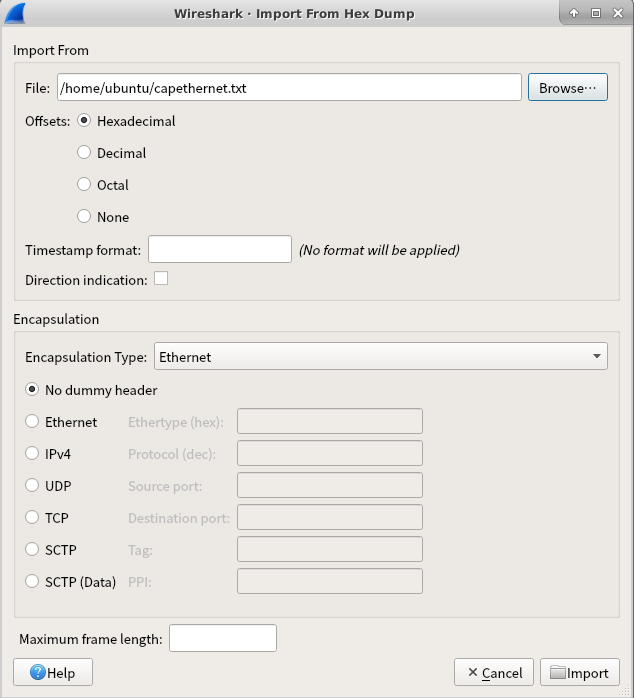 Wireshark · Import From Hex Dump
Import From
File: /home/ubuntu/capethernet.txt Browse···
Offsets: Hexadecimal
Decimal
Octal
None
Timestamp format: (No format will be applied)
Direction indication:
Encapsulation
Encapsulation Type: Ethernet
No dummy header
Ethernet Ethertype (hex):
IPv4 Protocol (dec):
UDP Source port:
TCP Destination port:
SCTP Tag:
SCTP (Data) PPI:
Maximum frame length:
Help Cancel Import